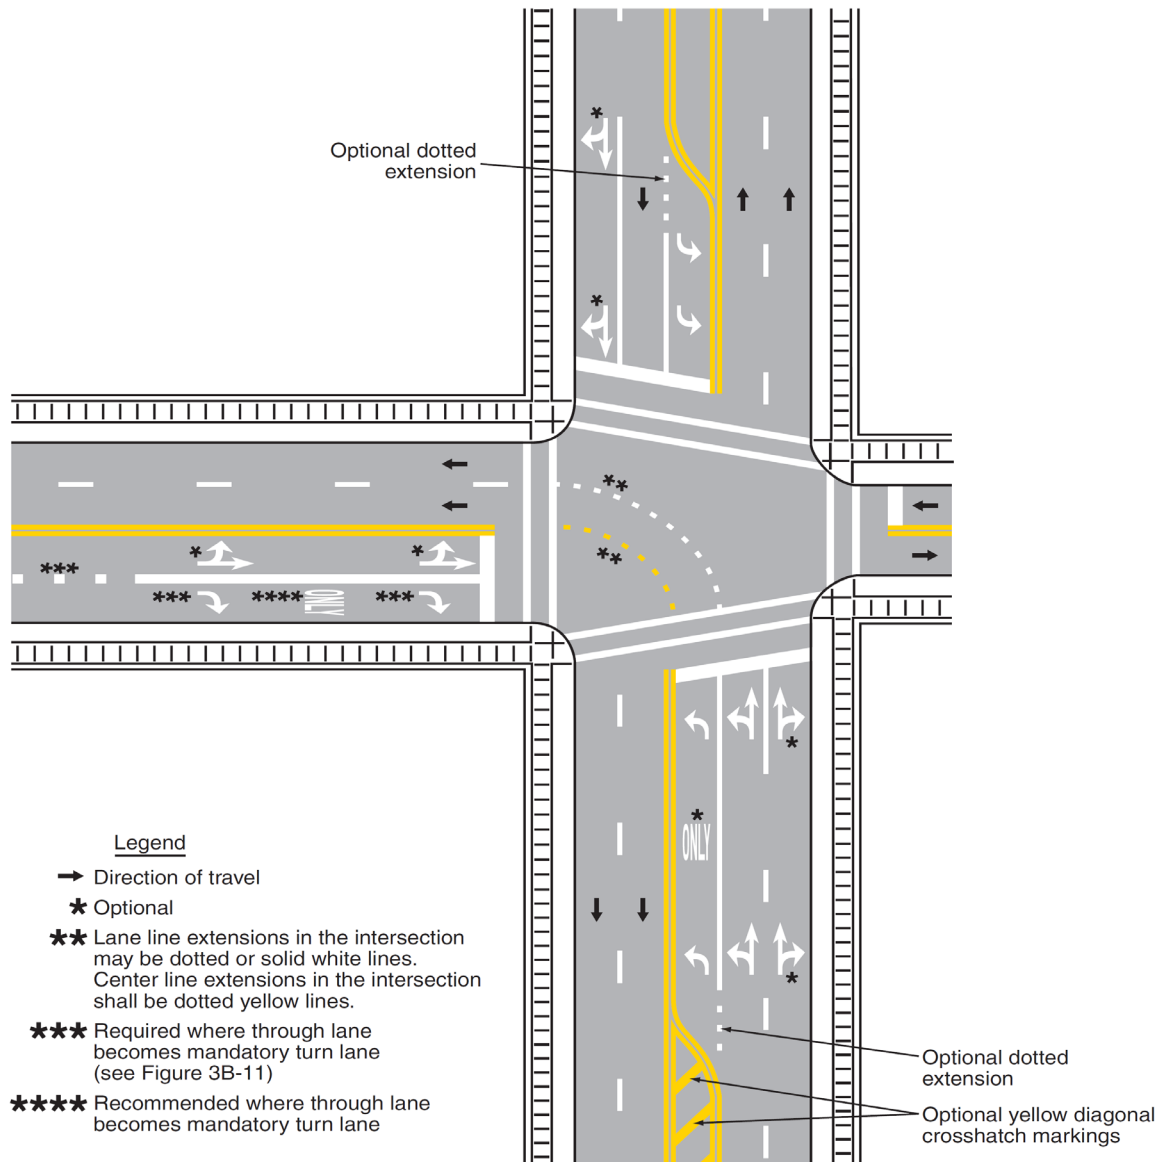 Optional dotted
extension
*
*
**
**
***
*
*
***
****
ONLY
***
*
*
ONLY
*
Legend
Direction of travel
* Optional
** Lane line extensions in the intersection
may be dotted or solid white lines.
Center line extensions in the intersection
shall be dotted yellow lines.
*** Required where through lane
becomes mandatory turn lane
(see Figure 3B-11)
**** Recommended where through lane
becomes mandatory turn lane
Optional dotted
extension
Optional yellow diagonal
crosshatch markings